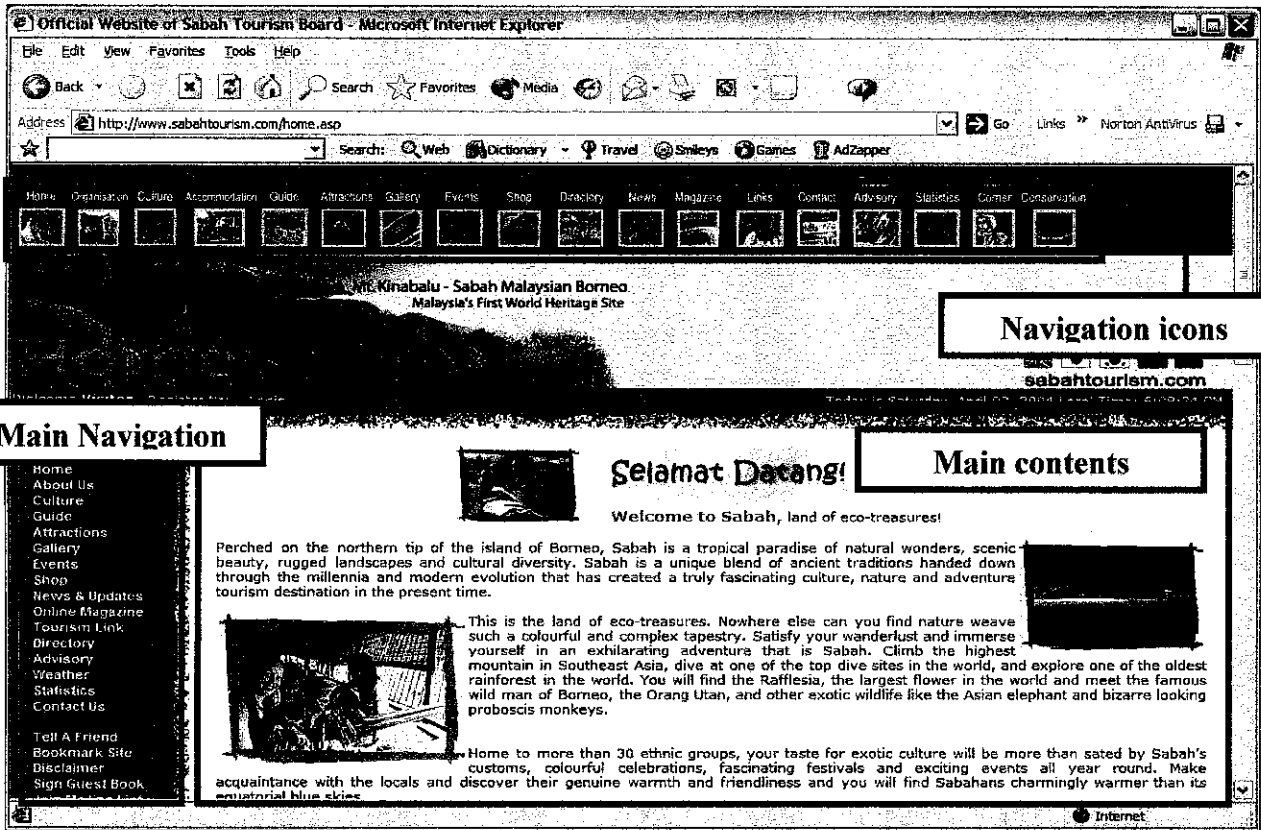 Official Website of Sabah Tourism Board - Microsoft Internet Explorer
File Edit View Favorites Tools Help
Back Search Favorites Media
Address http://www.sabahtourism.com/home.asp Go Links » Norton AntiVirus
Search: Web Dictionary Travel Smileys Games AdZapper
Home Organisation Culture Accommodation Guide Attractions Gallery Events Shop Directory News Magazine Links Contact Advisory Statistics Corner Conservation
Mt. Kinabalu - Sabah Malaysian Borneo
Malaysia's First World Heritage Site
Navigation icons
sabahtourism.com
Main Navigation
Home
About Us
Culture
Guide
Attractions
Gallery
Events
Shop
News & Updates
Online Magazine
Tourism Link
Directory
Advisory
Weather
Statistics
Contact Us
Tell A Friend
Bookmark Site
Disclaimer
Sign Guest Book
Main contents
Selamat Datang!
Welcome to Sabah, land of eco-treasures!
Perched on the northern tip of the island of Borneo, Sabah is a tropical paradise of natural wonders, scenic
beauty, rugged landscapes and cultural diversity. Sabah is a unique blend of ancient traditions handed down
through the millennia and modern evolution that has created a truly fascinating culture, nature and adventure
tourism destination in the present time.
This is the land of eco-treasures. Nowhere else can you find nature weave
such a colourful and complex tapestry. Satisfy your wanderlust and immerse
yourself in an exhilarating adventure that is Sabah. Climb the highest
mountain in Southeast Asia, dive at one of the top dive sites in the world, and explore one of the oldest
rainforest in the world. You will find the Rafflesia, the largest flower in the world and meet the famous
wild man of Borneo, the Orang Utan, and other exotic wildlife like the Asian elephant and bizarre looking
proboscis monkeys.
Home to more than 30 ethnic groups, your taste for exotic culture will be more than sated by Sabah's
customs, colourful celebrations, fascinating festivals and exciting events all year round. Make
acquaintance with the locals and discover their genuine warmth and friendliness and you will find Sabahans charmingly warmer than its
equatorial blue skies.
Internet